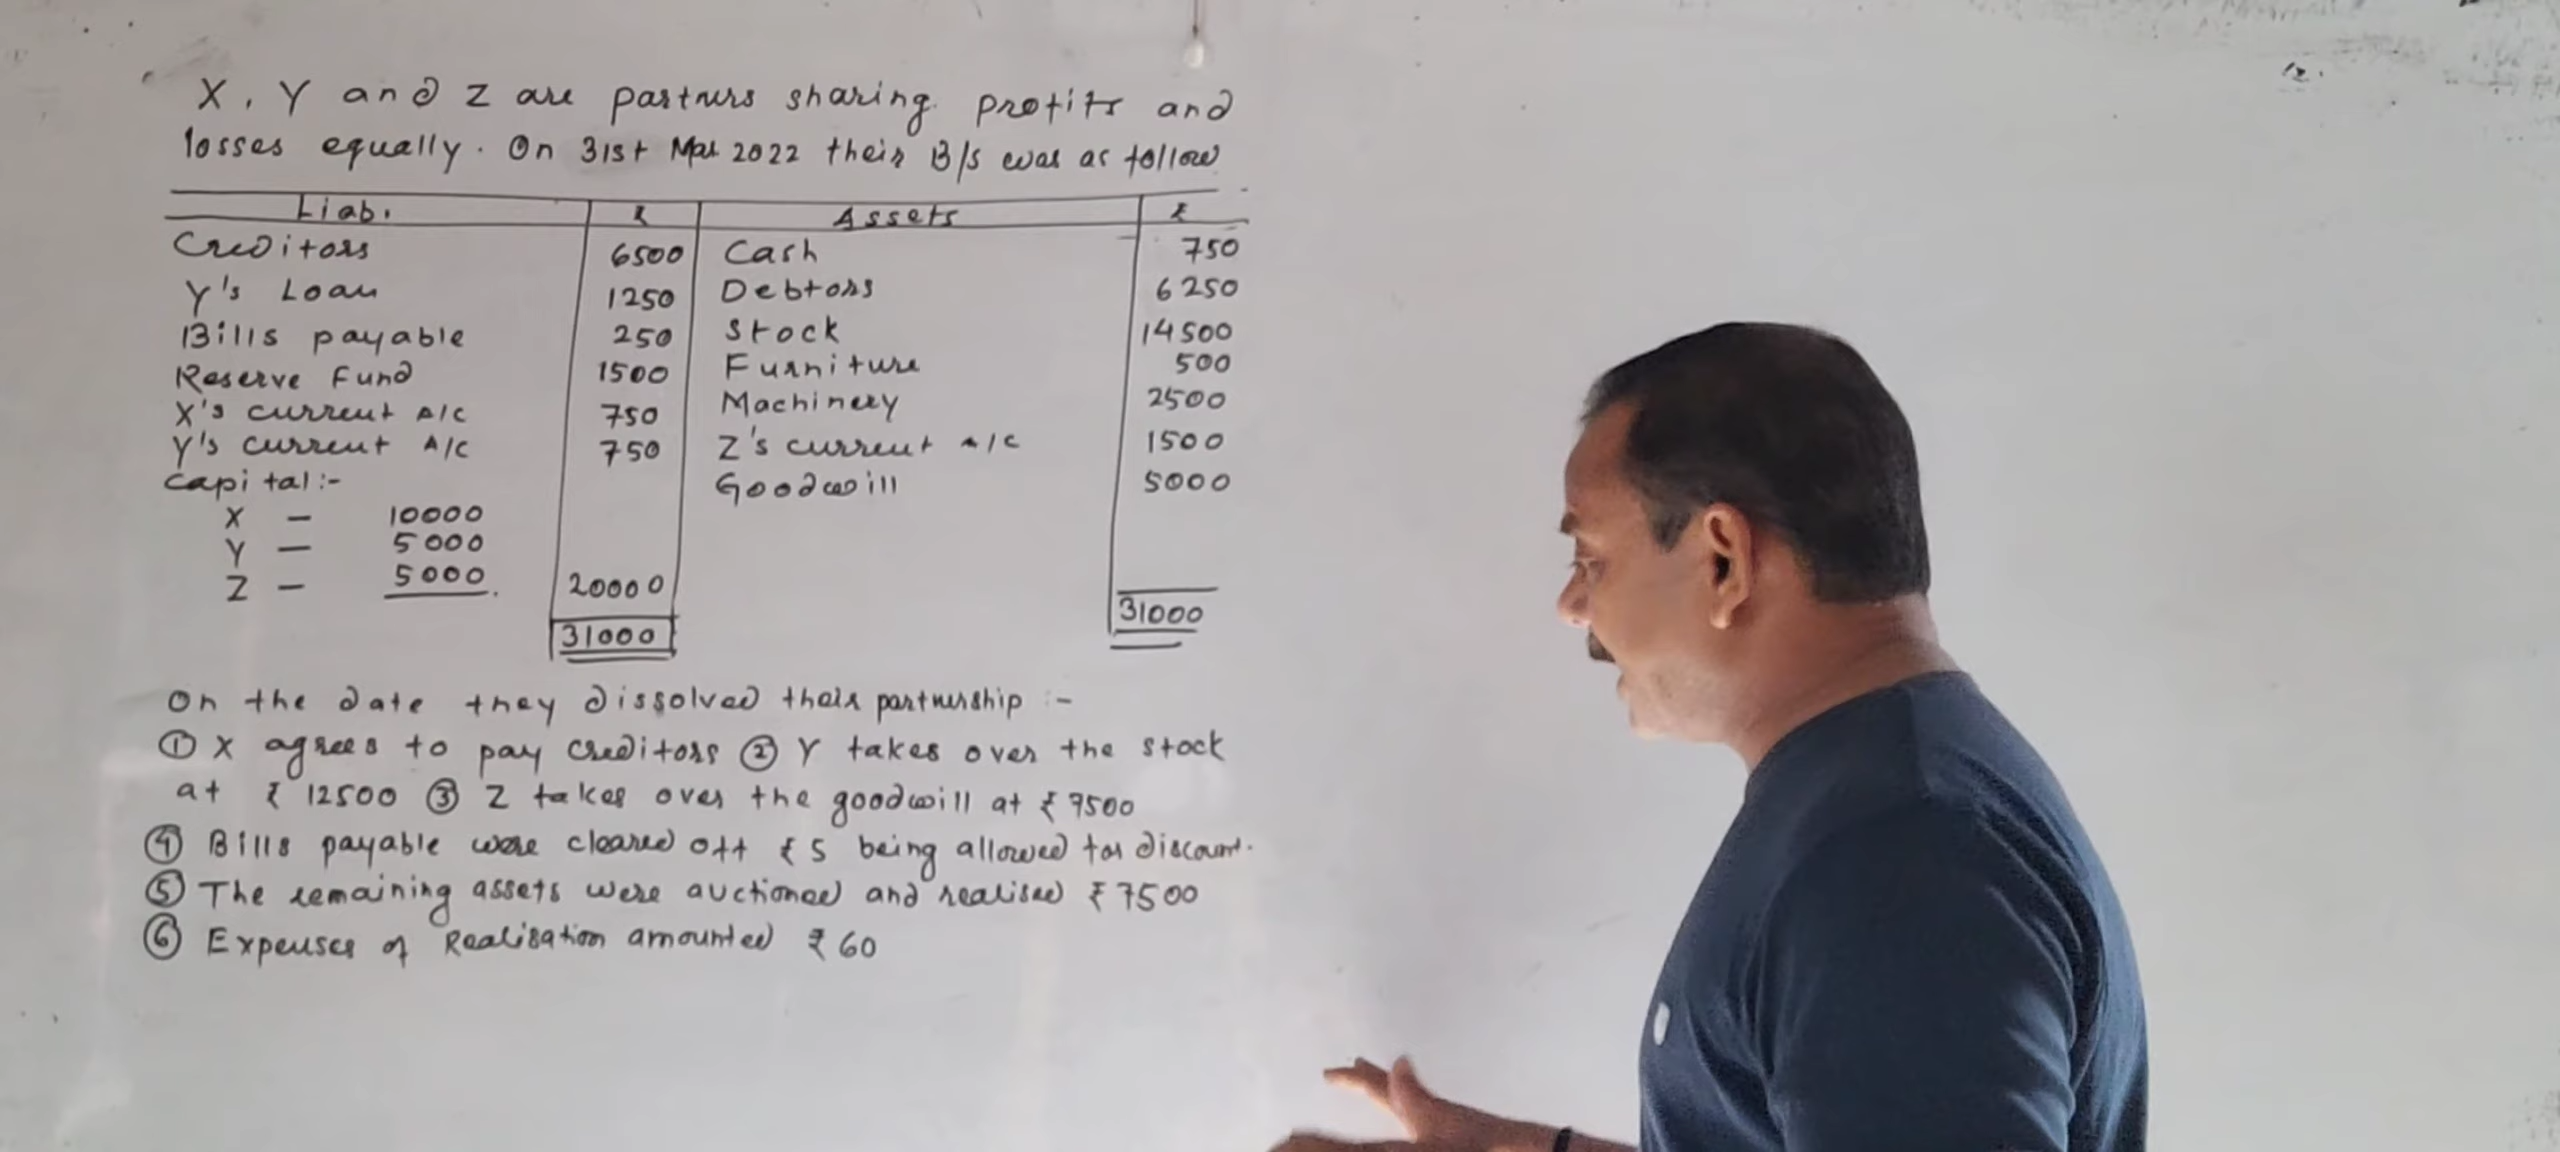 X, Y and Z are partners sharing profits and
losses equally. On 31st Mar 2022 their B/s was as follow
Liab. ₹ Assets ₹
Creditors 6500 Cash 750
Y's Loan 1250 Debtors 6250
Bills payable 250 Stock 14500
Reserve Fund 1500 Furniture 500
X's current A/C 750 Machinery 2500
Y's current A/C 750 Z's current A/C 1500
Capital:- Goodwill 5000
X — 10000
Y — 5000
Z — 5000 20000
31000 31000
On the date they dissolved their partnership :-
① X agrees to pay creditors ② Y takes over the stock
at ₹ 12500 ③ Z takes over the goodwill at ₹ 7500
④ Bills payable were cleared off ₹ 5 being allowed for discount.
⑤ The remaining assets were auctioned and realised ₹ 7500
⑥ Expenses of Realisation amounted ₹ 60